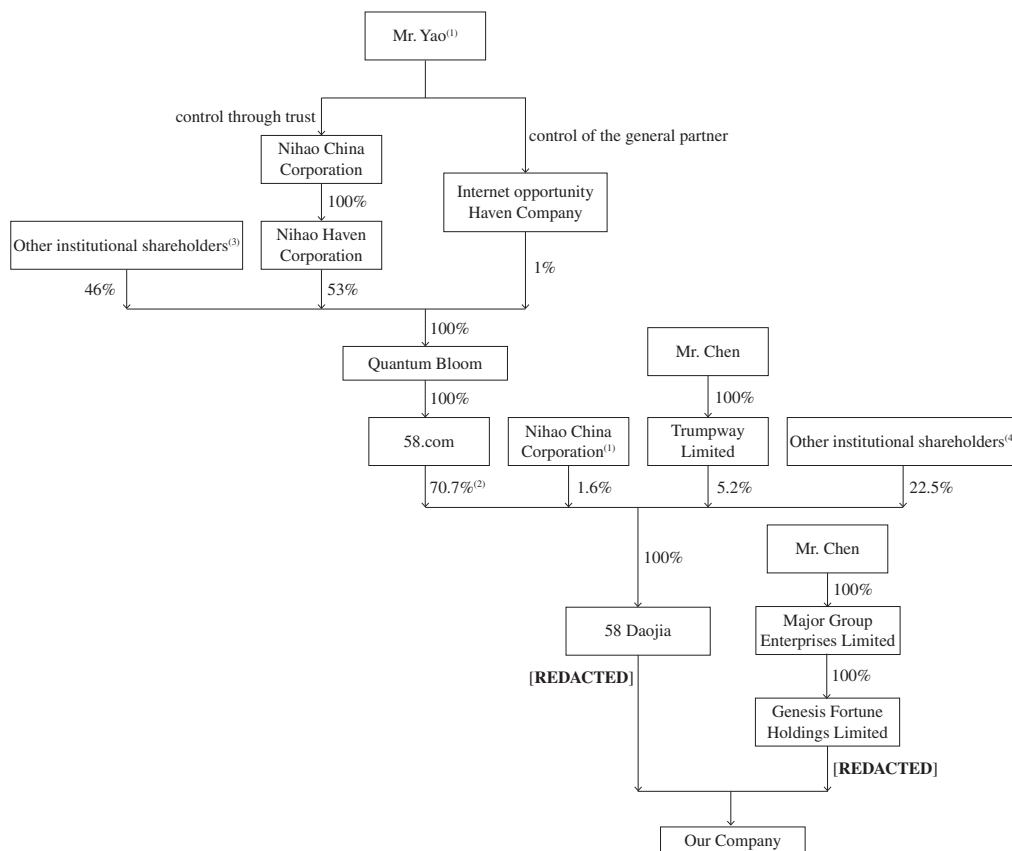 Mr. Yao(1)
control through trust
control of the general partner
Nihao China
Corporation
Internet opportunity
Haven Company
100%
Other institutional shareholders(3)
Nihao Haven
Corporation
46%
53%
1%
100%
Quantum Bloom
Mr. Chen
100%
100%
58.com
Nihao China
Corporation(1)
Trumpway
Limited
Other institutional shareholders(4
70.7%(2)
1.6%
5.2%
22.5%
100%
Mr. Chen
100%
58 Daojia
Major Group
Enterprises Limited
[REDACTED]
100%
Genesis Fortune
Holdings Limited
[REDACTED]
Our Company